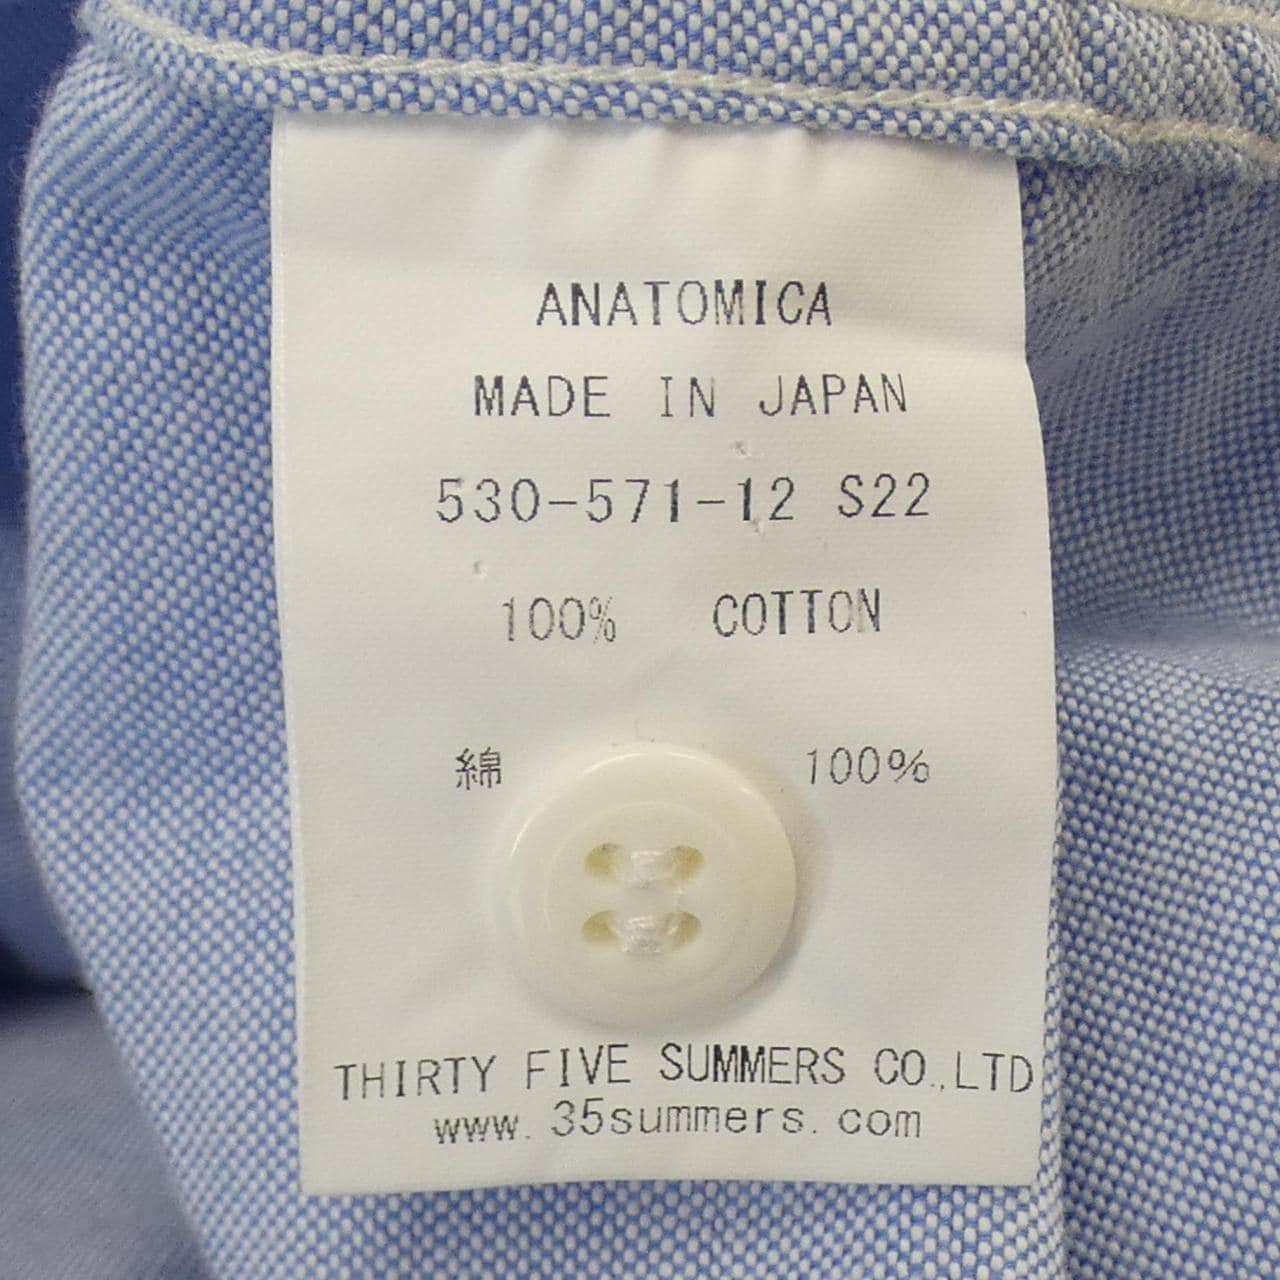 ANATOMICA
MADE IN JAPAN
530-571-12 S22
100% COTTON
綿 100%
THIRTY FIVE SUMMERS CO.,LTD
www.35summers.com